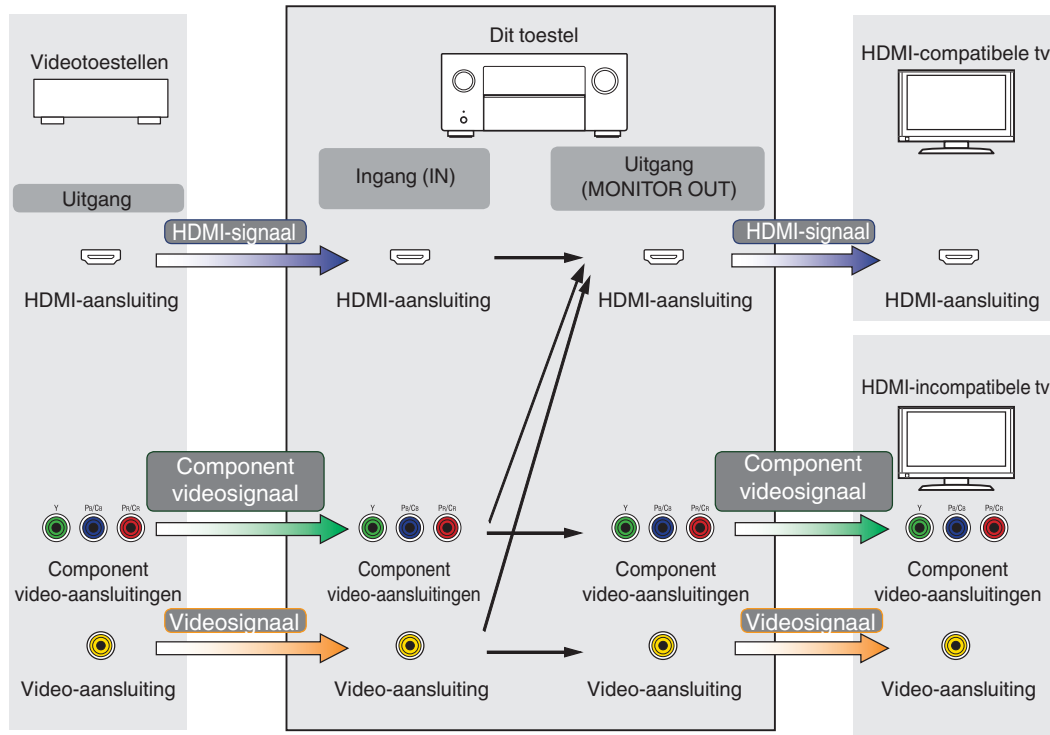 Videotoestellen
Dit toestel
HDMI-compatibele tv
Uitgang
Ingang (IN)
Uitgang
(MONITOR OUT)
HDMI-signaal
HDMI-signaal
HDMI-aansluiting
HDMI-aansluiting
HDMI-aansluiting
HDMI-aansluiting
HDMI-incompatibele tv
Component
videosignaal
Component
videosignaal
Y PB/CB PR/CR
Y PB/CB PR/CR
Y PB/CB PR/CR
Y PB/CB PR/CR
Component
video-aansluitingen
Component
video-aansluitingen
Component
video-aansluitingen
Component
video-aansluitingen
Videosignaal
Videosignaal
Video-aansluiting
Video-aansluiting
Video-aansluiting
Video-aansluiting